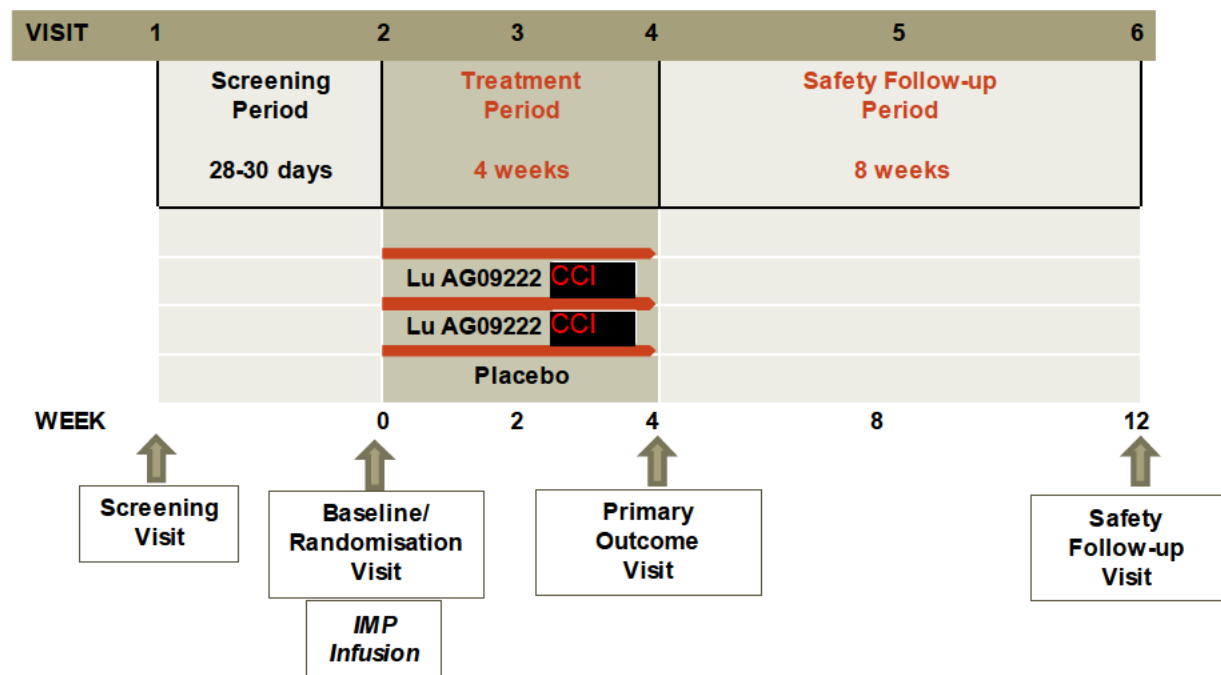 VISIT 1 2 3 4 5 6
Screening
Period
28-30 days
Treatment
Period
4 weeks
Safety Follow-up
Period
8 weeks
Lu AG09222 CCI
Lu AG09222 CCI
Placebo
WEEK 0 2 4 8 12
Screening
Visit
Baseline/
Randomisation
Visit
IMP
Infusion
Primary
Outcome
Visit
Safety
Follow-up
Visit